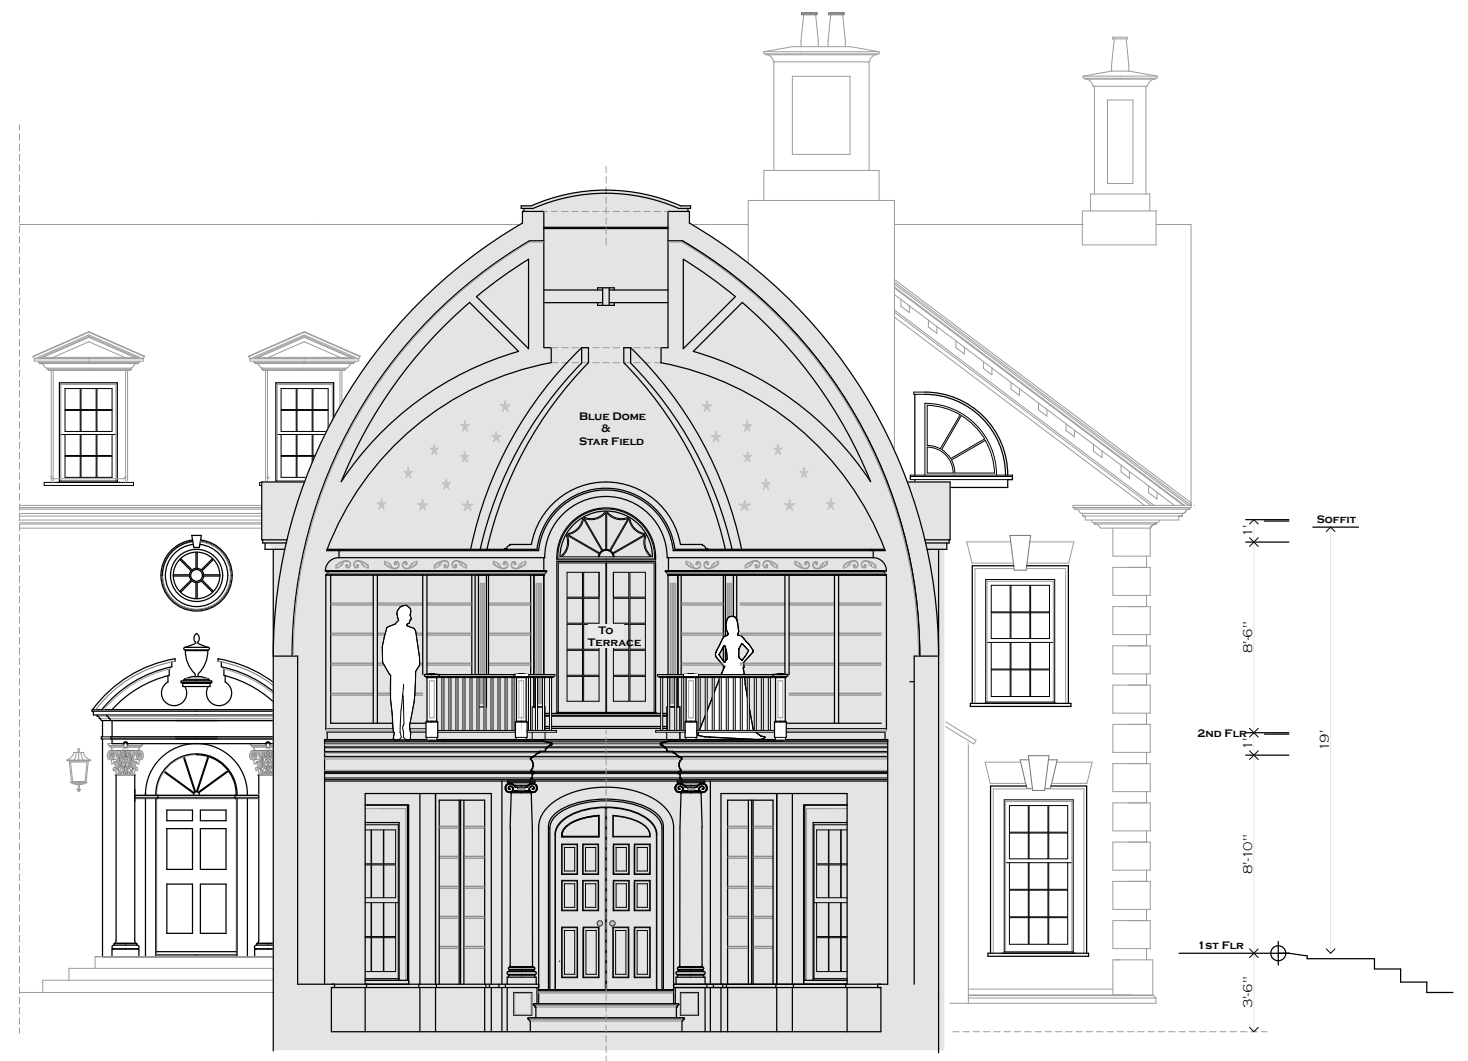 Blue Dome
&
Star Field
To
Terrace
Soffit
1'
8'-6"
2nd Flr
1'
19'
8'-10"
1st Flr
3'-6"